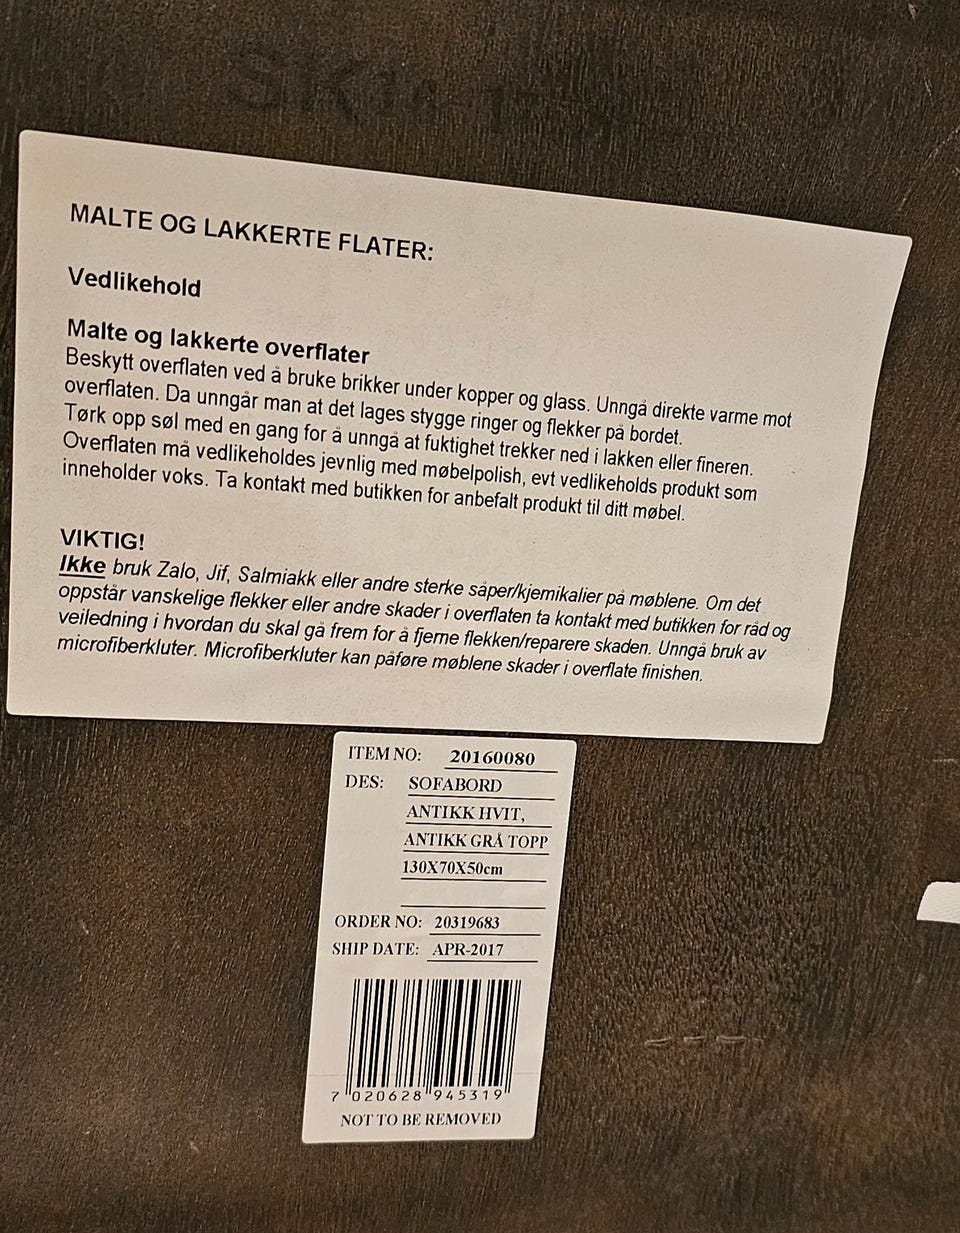 MALTE OG LAKKERTE FLATER:
Vedlikehold
Malte og lakkerte overflater
Beskytt overflaten ved å bruke brikker under kopper og glass. Unngå direkte varme mot
overflaten. Da unngår man at det lages stygge ringer og flekker på bordet.
Tørk opp søl med en gang for å unngå at fuktighet trekker ned i lakken eller fineren.
Overflaten må vedlikeholdes jevnlig med møbelpolish, evt vedlikeholds produkt som
inneholder voks. Ta kontakt med butikken for anbefalt produkt til ditt møbel.
VIKTIG!
Ikke bruk Zalo, Jif, Salmiakk eller andre sterke såper/kjemikalier på møblene. Om det
oppstår vanskelige flekker eller andre skader i overflaten ta kontakt med butikken for råd og
veiledning i hvordan du skal gå frem for å fjerne flekken/reparere skaden. Unngå bruk av
microfiberkluter. Microfiberkluter kan påføre møblene skader i overflate finishen.
ITEM NO: 20160080
DES: SOFABORD
ANTIKK HVIT,
ANTIKK GRÅ TOPP
130X70X50cm
ORDER NO: 20319683
SHIP DATE: APR-2017
7 020628 945319
NOT TO BE REMOVED